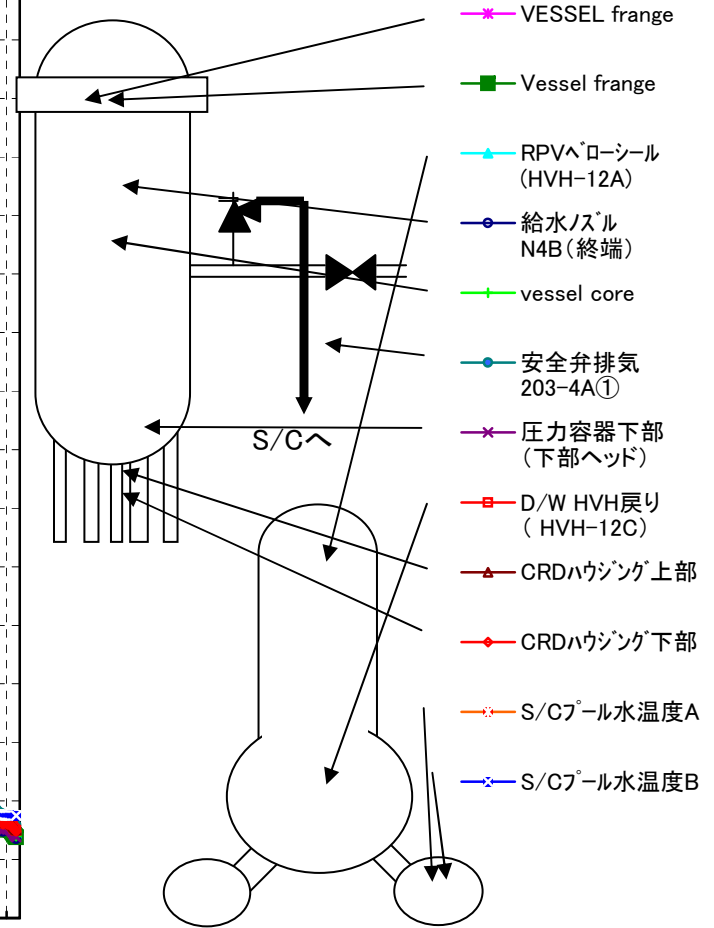 VESSEL frange
Vessel frange
RPVベローシール
(HVH-12A)
給水ノズル
N4B(終端)
vessel core
安全弁排気
203-4A①
圧力容器下部
(下部ヘッド)
D/W HVH戻り
( HVH-12C)
CRDハウジング上部
CRDハウジング下部
S/Cプール水温度A
S/Cプール水温度B
S/Cへ